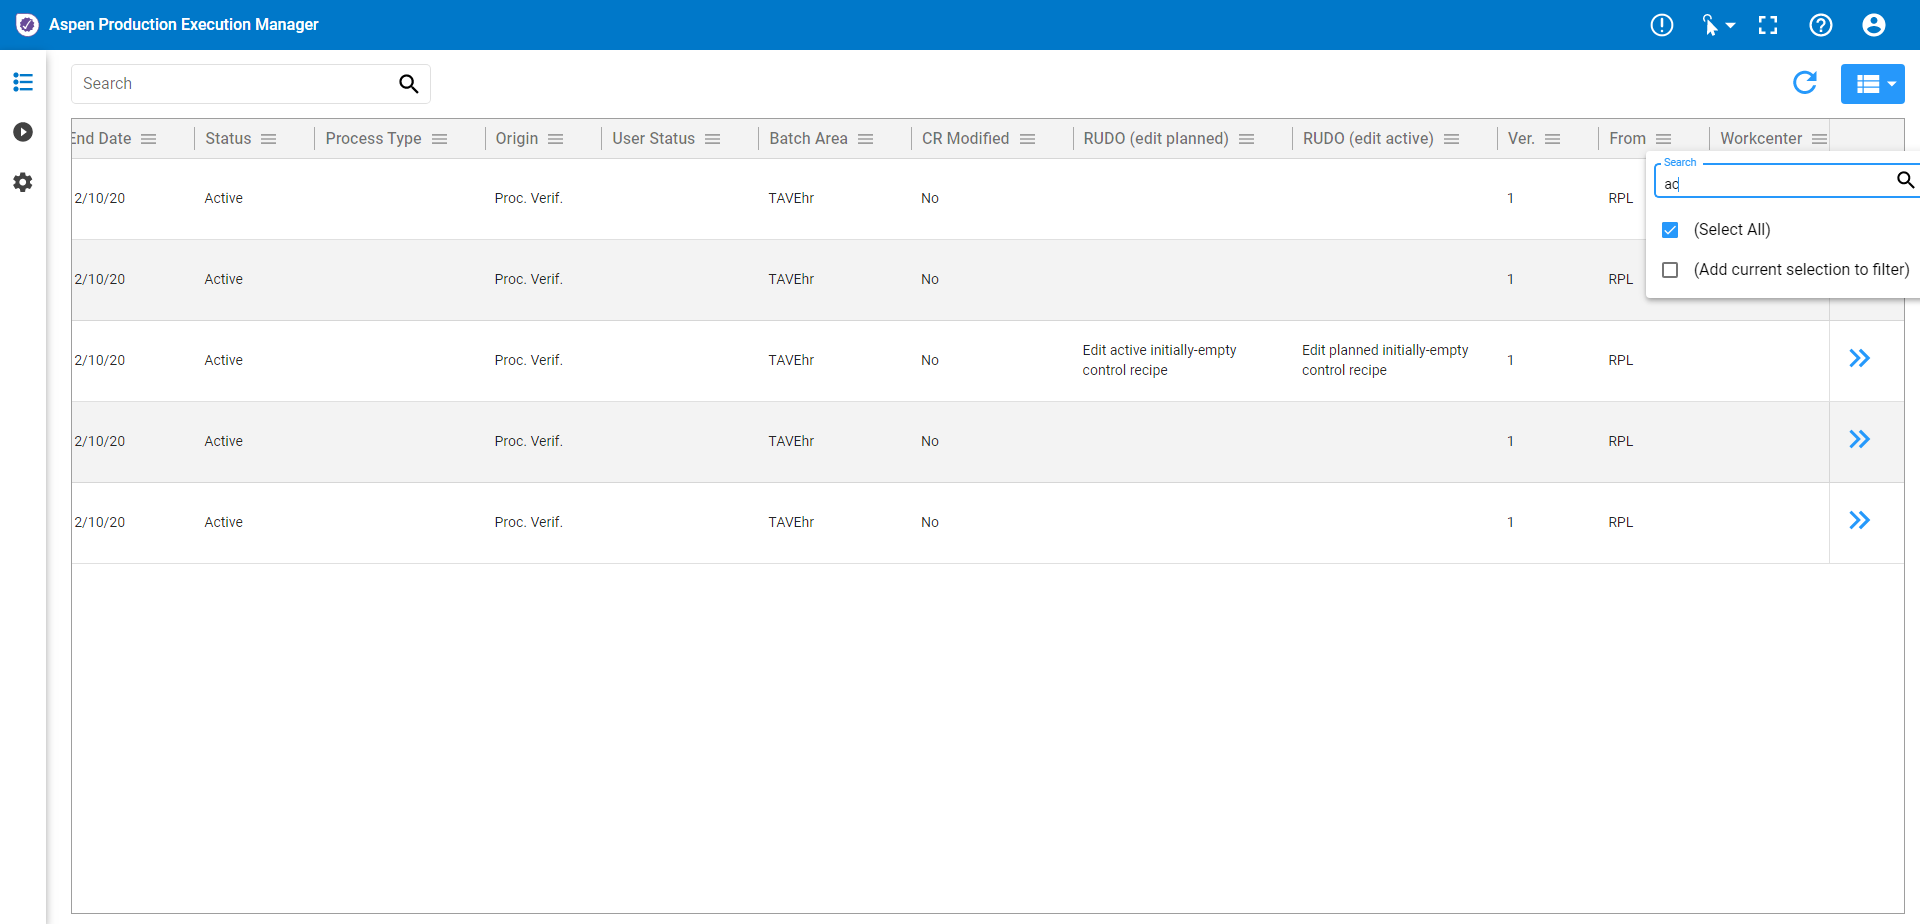 Aspen Production Execution Manager
Search
End Date Status Process Type Origin User Status Batch Area CR Modified RUDO (edit planned) RUDO (edit active) Ver. From Workcenter
Search
ac
(Select All)
(Add current selection to filter)
2/10/20 Active Proc. Verif. TAVEhr No 1 RPL
2/10/20 Active Proc. Verif. TAVEhr No 1 RPL
2/10/20 Active Proc. Verif. TAVEhr No Edit active initially-empty control recipe Edit planned initially-empty control recipe 1 RPL
2/10/20 Active Proc. Verif. TAVEhr No 1 RPL
2/10/20 Active Proc. Verif. TAVEhr No 1 RPL